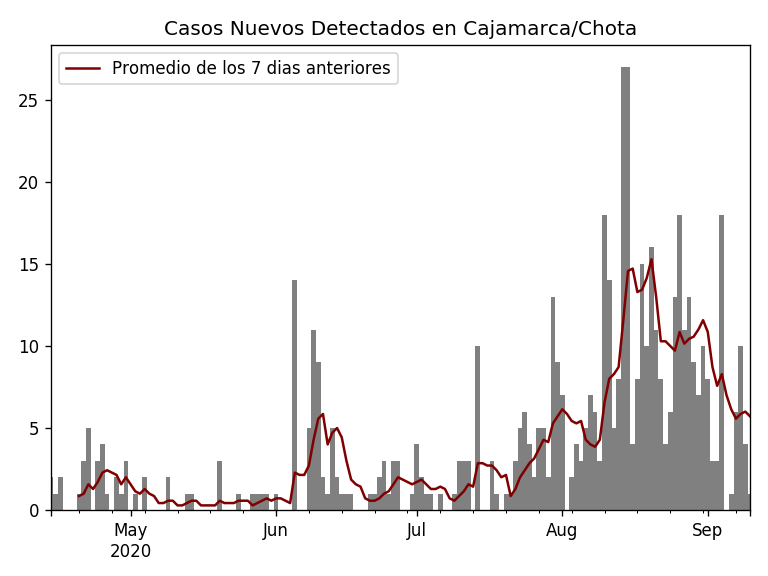 Casos Nuevos Detectados en Cajamarca/Chota
Promedio de los 7 dias anteriores
25
20
15
10
5
0
May Jun Jul Aug Sep
2020